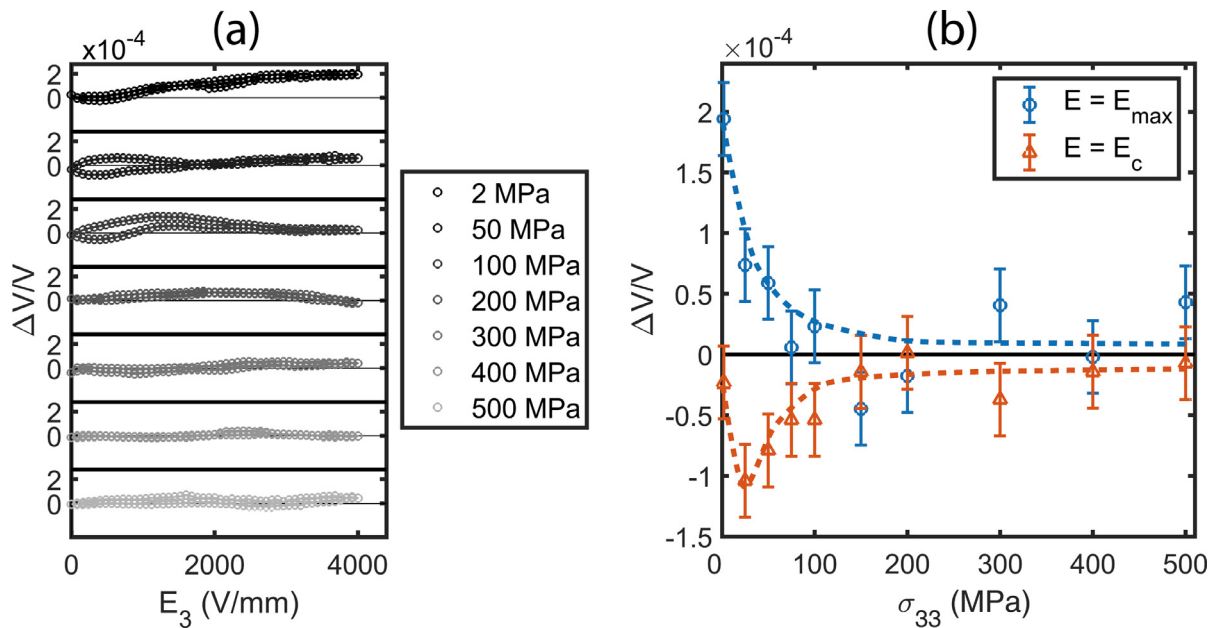 (a)
x10⁻⁴
2
0
2
0
2
0
2
0
2
0
2
0
2
0
ΔV/V
0 2000 4000
E₃ (V/mm)
2 MPa
50 MPa
100 MPa
200 MPa
300 MPa
400 MPa
500 MPa
(b)
×10⁻⁴
2
1.5
1
0.5
0
-0.5
-1
-1.5
ΔV/V
0 100 200 300 400 500
σ₃₃ (MPa)
E = E_max
E = E_c